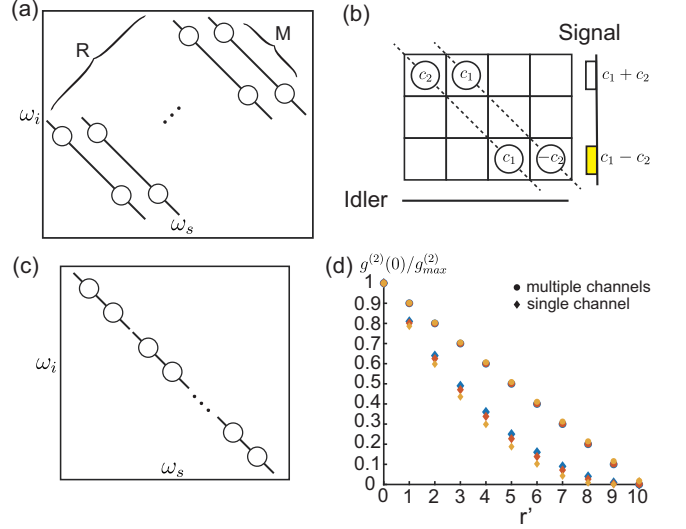 (a)
R
M
ω_i
ω_s
(b)
Signal
c_2 c_1
c_1 + c_2
c_1 −c_2
c_1 − c_2
Idler
(c)
ω_i
ω_s
(d)
g^{(2)}(0)/g_{max}^{(2)}
multiple channels
single channel
1
0.9
0.8
0.7
0.6
0.5
0.4
0.3
0.2
0.1
0
0 1 2 3 4 5 6 7 8 9 10
r'